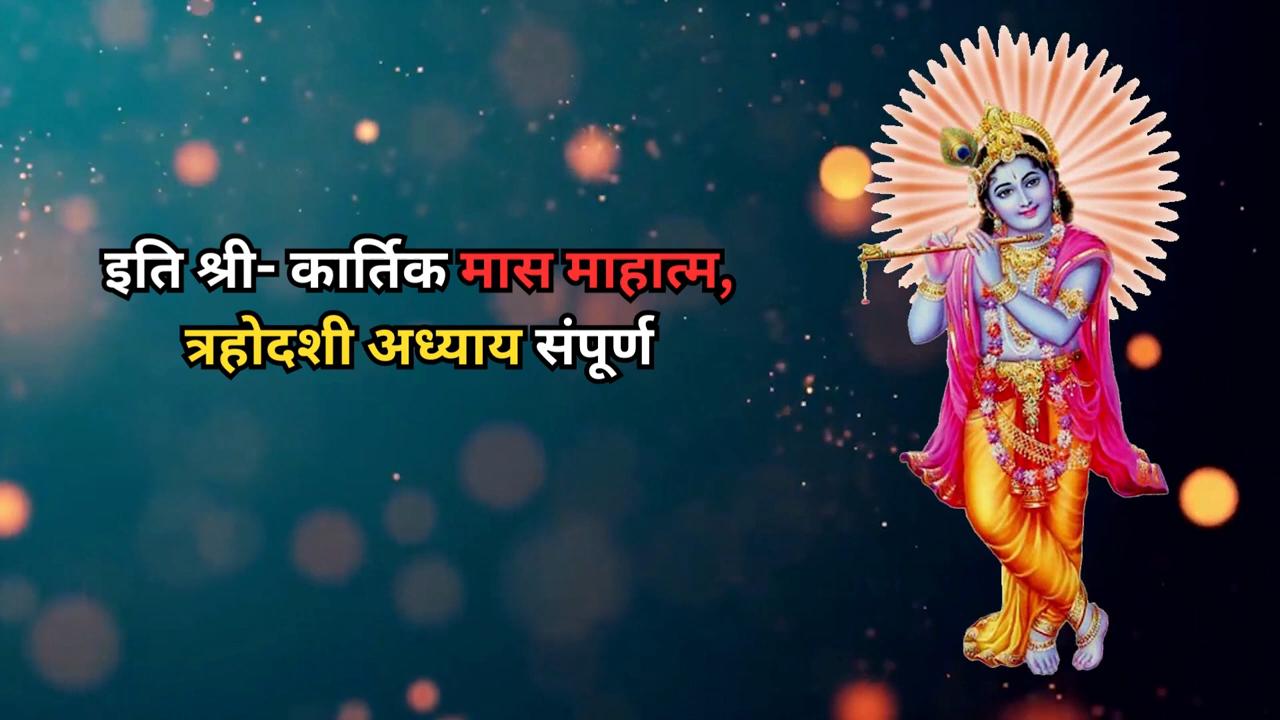 इति श्री- कार्तिक मास माहात्म,
त्रहोदशी अध्याय संपूर्ण